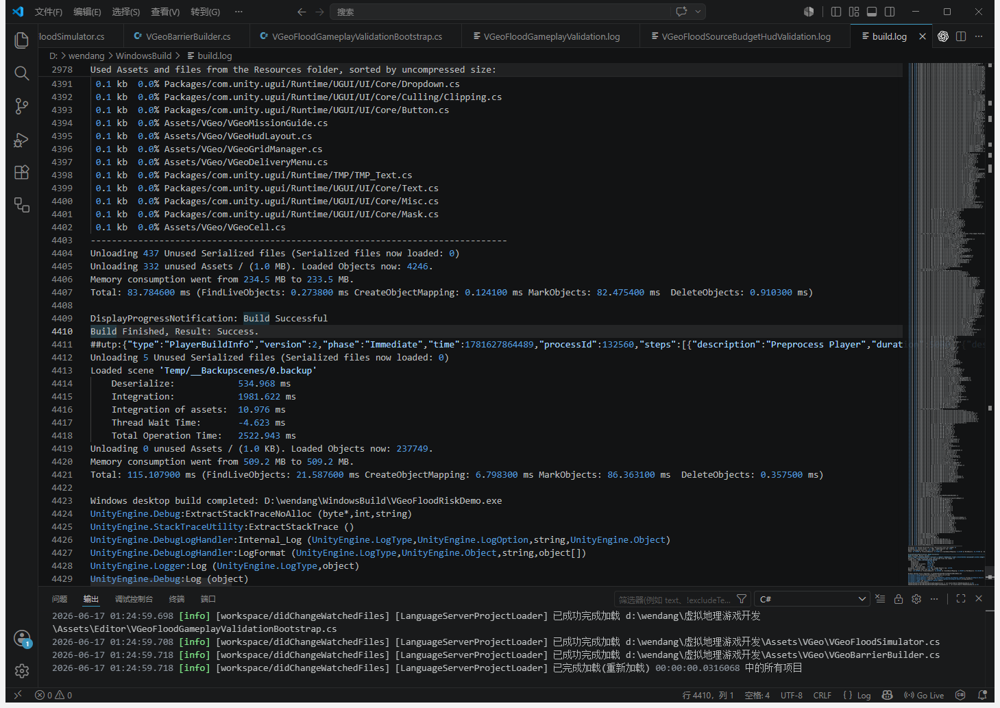 文件(F) 编辑(E) 选择(S) 查看(V) 转到(G) ··· 搜索
loodSimulator.cs VGeoBarrierBuilder.cs VGeoFloodGameplayValidationBootstrap.cs VGeoFloodGameplayValidation.log VGeoFloodSourceBudgetHudValidation.log build.log
D: > wendang > WindowsBuild > build.log
2978 Used Assets and files from the Resources folder, sorted by uncompressed size:
4391 0.1 kb 0.0% Packages/com.unity.ugui/Runtime/UGUI/UI/Core/Dropdown.cs
4392 0.1 kb 0.0% Packages/com.unity.ugui/Runtime/UGUI/UI/Core/Culling/Clipping.cs
4393 0.1 kb 0.0% Packages/com.unity.ugui/Runtime/UGUI/UI/Core/Button.cs
4394 0.1 kb 0.0% Assets/VGeo/VGeoMissionGuide.cs
4395 0.1 kb 0.0% Assets/VGeo/VGeoHudLayout.cs
4396 0.1 kb 0.0% Assets/VGeo/VGeoGridManager.cs
4397 0.1 kb 0.0% Assets/VGeo/VGeoDeliveryMenu.cs
4398 0.1 kb 0.0% Packages/com.unity.ugui/Runtime/TMP/TMP_Text.cs
4399 0.1 kb 0.0% Packages/com.unity.ugui/Runtime/UGUI/UI/Core/Text.cs
4400 0.1 kb 0.0% Packages/com.unity.ugui/Runtime/UGUI/UI/Core/Misc.cs
4401 0.1 kb 0.0% Packages/com.unity.ugui/Runtime/UGUI/UI/Core/Mask.cs
4402 0.1 kb 0.0% Assets/VGeo/VGeoCell.cs
4403 -------------------------------------------------------------------------------
4404 Unloading 437 Unused Serialized files (Serialized files now loaded: 0)
4405 Unloading 332 unused Assets / (1.0 MB). Loaded Objects now: 4246.
4406 Memory consumption went from 234.5 MB to 233.5 MB.
4407 Total: 83.784600 ms (FindLiveObjects: 0.273800 ms CreateObjectMapping: 0.124100 ms MarkObjects: 82.475400 ms  DeleteObjects: 0.910300 ms)
4408
4409 DisplayProgressNotification: Build Successful
4410 Build Finished, Result: Success.
4411 ##utp:{"type":"PlayerBuildInfo","version":2,"phase":"Immediate","time":1781627864489,"processId":132560,"steps":[{"description":"Preprocess Player","durati
4412 Unloading 5 Unused Serialized files (Serialized files now loaded: 0)
4413 Loaded scene 'Temp/__Backupscenes/0.backup'
4414 Deserialize: 534.968 ms
4415 Integration: 1981.622 ms
4416 Integration of assets: 10.976 ms
4417 Thread Wait Time: -4.623 ms
4418 Total Operation Time: 2522.943 ms
4419 Unloading 0 unused Assets / (1.0 KB). Loaded Objects now: 237749.
4420 Memory consumption went from 509.2 MB to 509.2 MB.
4421 Total: 115.107900 ms (FindLiveObjects: 21.587600 ms CreateObjectMapping: 6.798300 ms MarkObjects: 86.363100 ms  DeleteObjects: 0.357500 ms)
4422
4423 Windows desktop build completed: D:\wendang\WindowsBuild\VGeoFloodRiskDemo.exe
4424 UnityEngine.Debug:ExtractStackTraceNoAlloc (byte*,int,string)
4425 UnityEngine.StackTraceUtility:ExtractStackTrace ()
4426 UnityEngine.DebugLogHandler:Internal_Log (UnityEngine.LogType,UnityEngine.LogOption,string,UnityEngine.Object)
4427 UnityEngine.DebugLogHandler:LogFormat (UnityEngine.LogType,UnityEngine.Object,string,object[])
4428 UnityEngine.Logger:Log (UnityEngine.LogType,object)
4429 UnityEngine.Debug:Log (object)
问题 输出 调试控制台 终端 端口 筛选器(例如 text、!excludeTe... C#
2026-06-17 01:24:59.698 [info] [workspace/didChangeWatchedFiles] [LanguageServerProjectLoader] 已成功完成加载 d:\wendang\虚拟地理游戏开发
\Assets\Editor\VGeoFloodGameplayValidationBootstrap.cs
2026-06-17 01:24:59.708 [info] [workspace/didChangeWatchedFiles] [LanguageServerProjectLoader] 已成功完成加载 d:\wendang\虚拟地理游戏开发\Assets\VGeo\VGeoFloodSimulator.cs
2026-06-17 01:24:59.718 [info] [workspace/didChangeWatchedFiles] [LanguageServerProjectLoader] 已成功完成加载 d:\wendang\虚拟地理游戏开发\Assets\VGeo\VGeoBarrierBuilder.cs
2026-06-17 01:24:59.718 [info] [workspace/didChangeWatchedFiles] [LanguageServerProjectLoader] 已完成加载(重新加载) 00:00:00.0316068 中的所有项目
1
0 0 行 4410, 列 1 空格: 4 UTF-8 CRLF { } Log Go Live